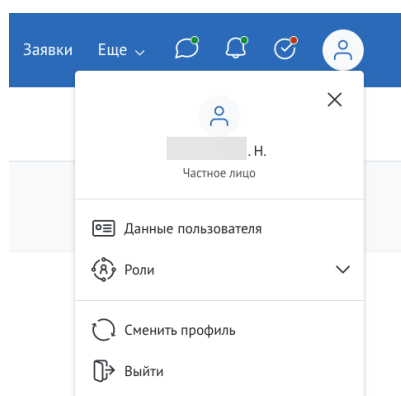 Заявки Еще
. Н.
Частное лицо
Данные пользователя
Роли
Сменить профиль
Выйти